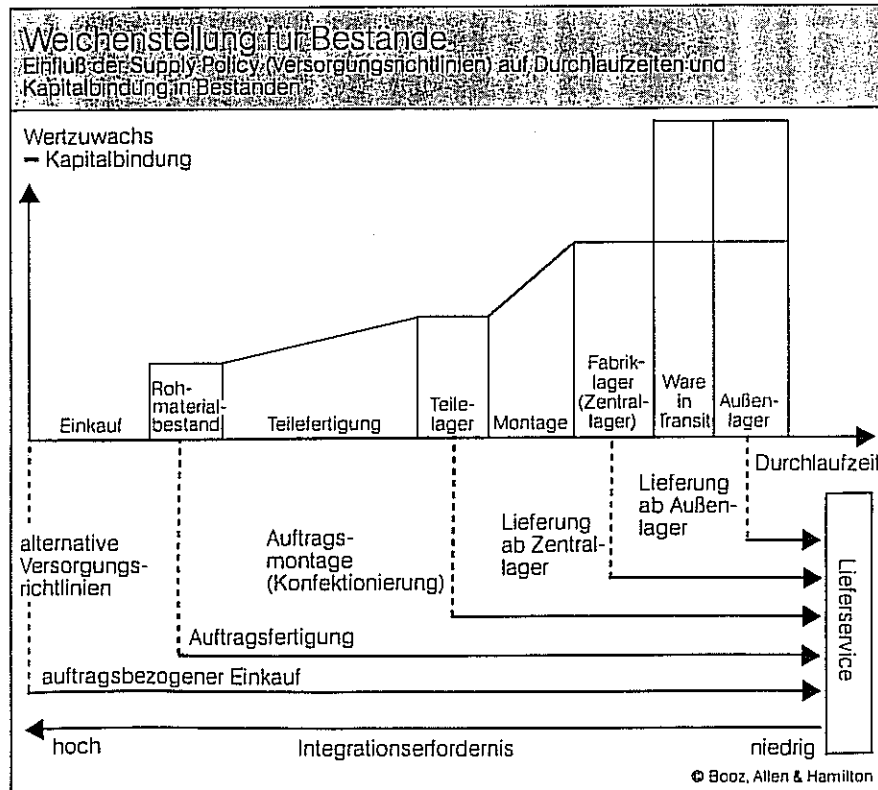 Weichenstellung für Bestände
Einfluß der Supply Policy (Versorgungsrichtlinien) auf Durchlaufzeiten und
Kapitalbindung in Beständen
Wertzuwachs
– Kapitalbindung
Einkauf
Roh-
material-
bestand
Teilefertigung
Teile-
lager
Montage
Fabrik-
lager
(Zentral-
lager)
Ware
in
Transit
Außen-
lager
Durchlaufzeit
alternative
Versorgungs-
richtlinien
Auftrags-
montage
(Konfektionierung)
Lieferung
ab Zentral-
lager
Lieferung
ab Außen-
lager
Auftragsfertigung
auftragsbezogener Einkauf
Lieferservice
hoch
Integrationserfordernis
niedrig
© Booz, Allen & Hamilton